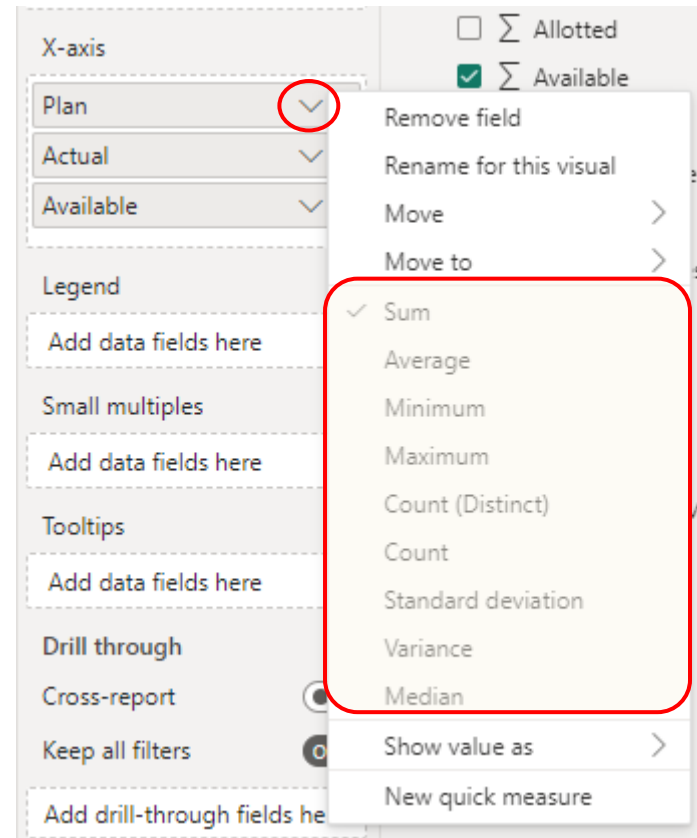 X-axis
Plan
Actual
Available
Legend
Add data fields here
Small multiples
Add data fields here
Tooltips
Add data fields here
Drill through
Cross-report
Keep all filters
Add drill-through fields he
∑ Allotted
∑ Available
Remove field
Rename for this visual
Move
Move to
Sum
Average
Minimum
Maximum
Count (Distinct)
Count
Standard deviation
Variance
Median
Show value as
New quick measure